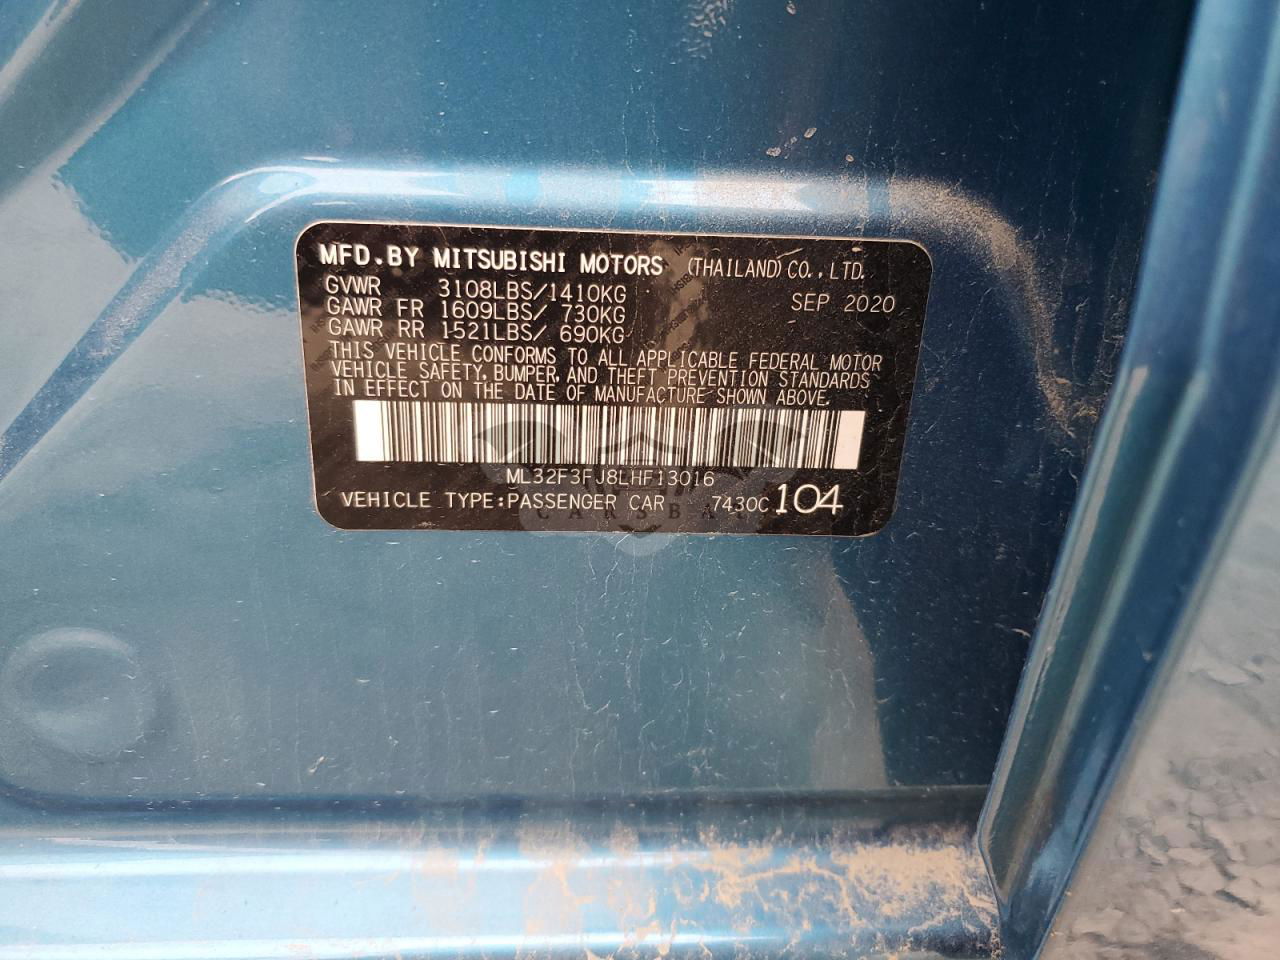 MFD.BY MITSUBISHI MOTORS (THAILAND) CO.,LTD.
GVWR 3108LBS/1410KG SEP 2020
GAWR FR 1609LBS/ 730KG
GAWR RR 1521LBS/ 690KG
THIS VEHICLE CONFORMS TO ALL APPLICABLE FEDERAL MOTOR
VEHICLE SAFETY, BUMPER, AND THEFT PREVENTION STANDARDS
IN EFFECT ON THE DATE OF MANUFACTURE SHOWN ABOVE.
ML32F3FJ8LHF13016
VEHICLE TYPE:PASSENGER CAR 7430C 104